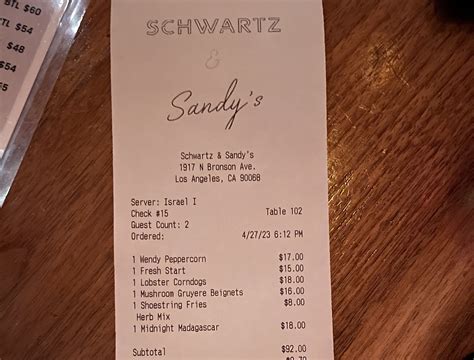 BTL $60
TL $54
$48
$54
SCHWARTZ
&
Sandy's
Schwartz & Sandy's
1917 N Bronson Ave.
Los Angeles, CA 90068
Server: Israel I
Check #15 Table 102
Guest Count: 2
Ordered: 4/27/23 6:12 PM
1 Wendy Peppercorn $17.00
1 Fresh Start $15.00
1 Lobster Corndogs $18.00
1 Mushroom Gruyere Beignets $16.00
1 Shoestring Fries $8.00
Herb Mix
1 Midnight Madagascar $18.00
Subtotal $92.00